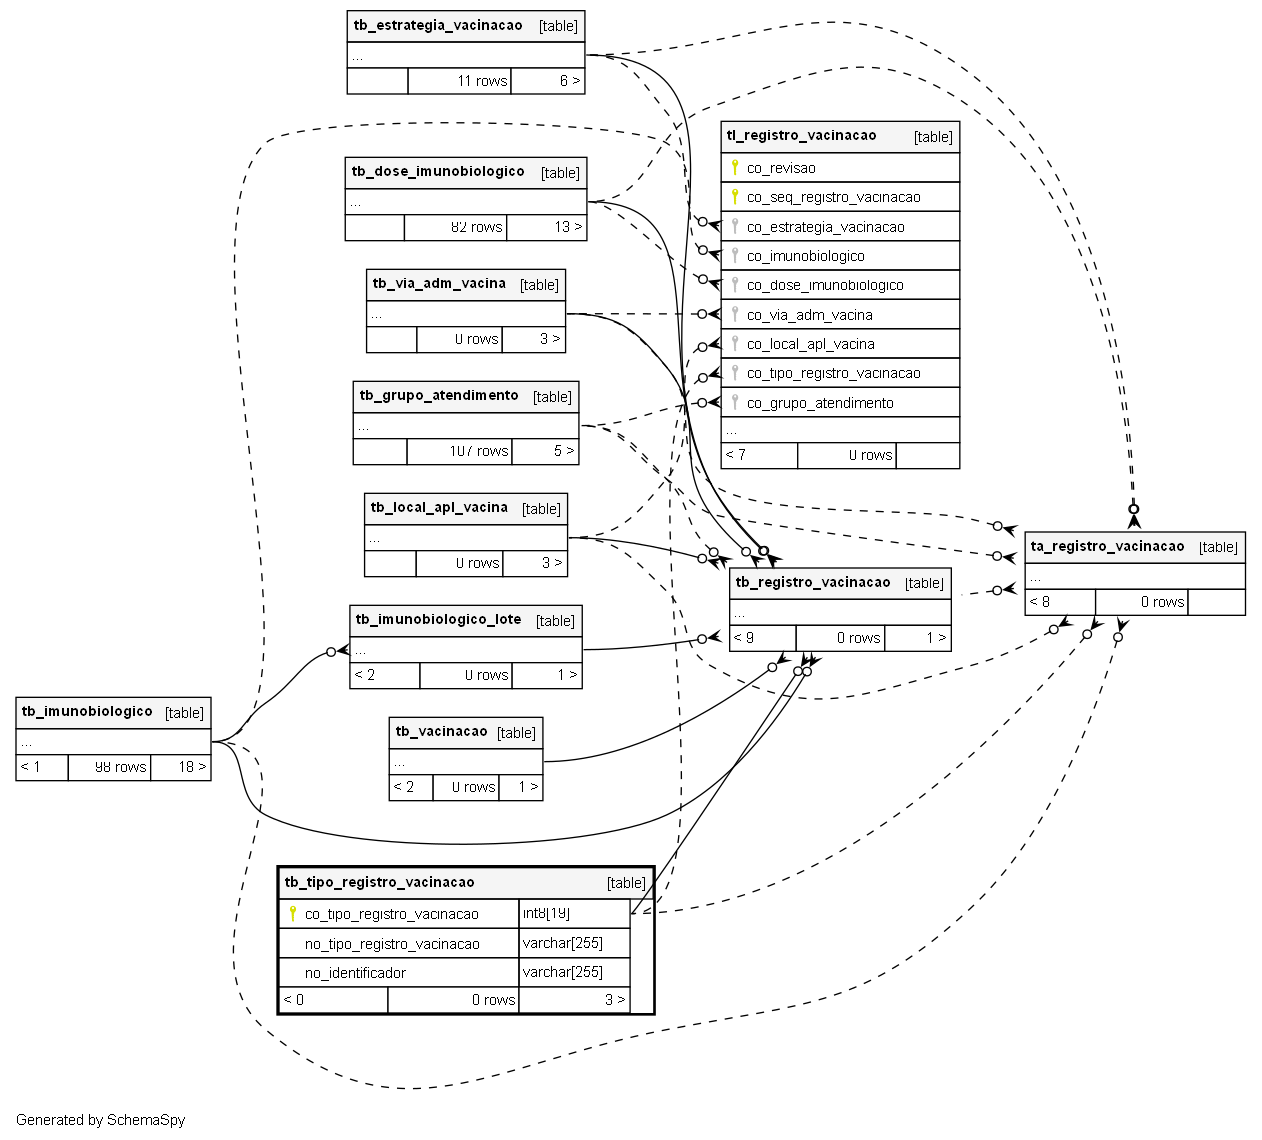 tb_estrategia_vacinacao [table]
...
11 rows 6 >
tb_dose_imunobiologico [table]
...
82 rows 13 >
tb_via_adm_vacina [table]
...
0 rows 3 >
tb_grupo_atendimento [table]
...
107 rows 5 >
tb_local_apl_vacina [table]
...
0 rows 3 >
tb_imunobiologico_lote [table]
...
< 2 0 rows 1 >
tb_imunobiologico [table]
...
< 1 98 rows 18 >
tb_vacinacao [table]
...
< 2 0 rows 1 >
tb_tipo_registro_vacinacao [table]
co_tipo_registro_vacinacao int8[19]
no_tipo_registro_vacinacao varchar[255]
no_identificador varchar[255]
< 0 0 rows 3 >
tl_registro_vacinacao [table]
co_revisao
co_seq_registro_vacinacao
co_estrategia_vacinacao
co_imunobiologico
co_dose_imunobiologico
co_via_adm_vacina
co_local_apl_vacina
co_tipo_registro_vacinacao
co_grupo_atendimento
...
< 7 0 rows
tb_registro_vacinacao [table]
...
< 9 0 rows 1 >
ta_registro_vacinacao [table]
...
< 8 0 rows
Generated by SchemaSpy